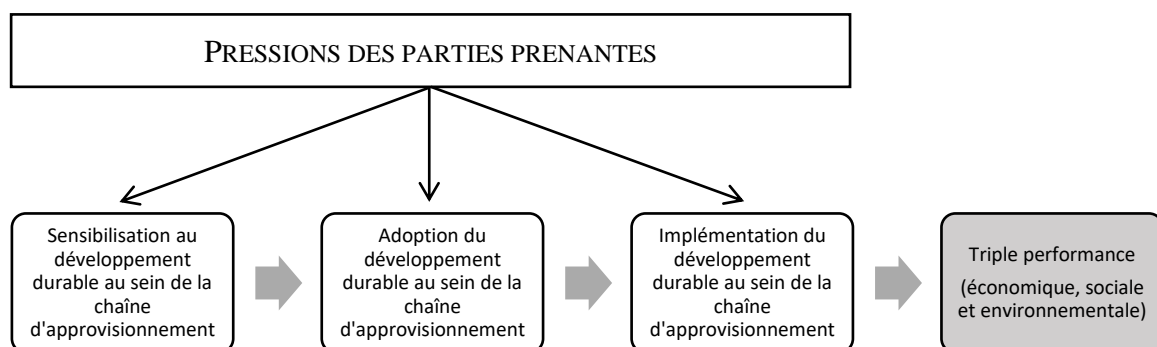 PRESSIONS DES PARTIES PRENANTES
Sensibilisation au
développement
durable au sein de la
chaîne
d'approvisionnement
Adoption du
développement
durable au sein de la
chaîne
d'approvisionnement
Implémentation du
développement
durable au sein de la
chaîne
d'approvisionnement
Triple performance
(économique, sociale
et environnementale)